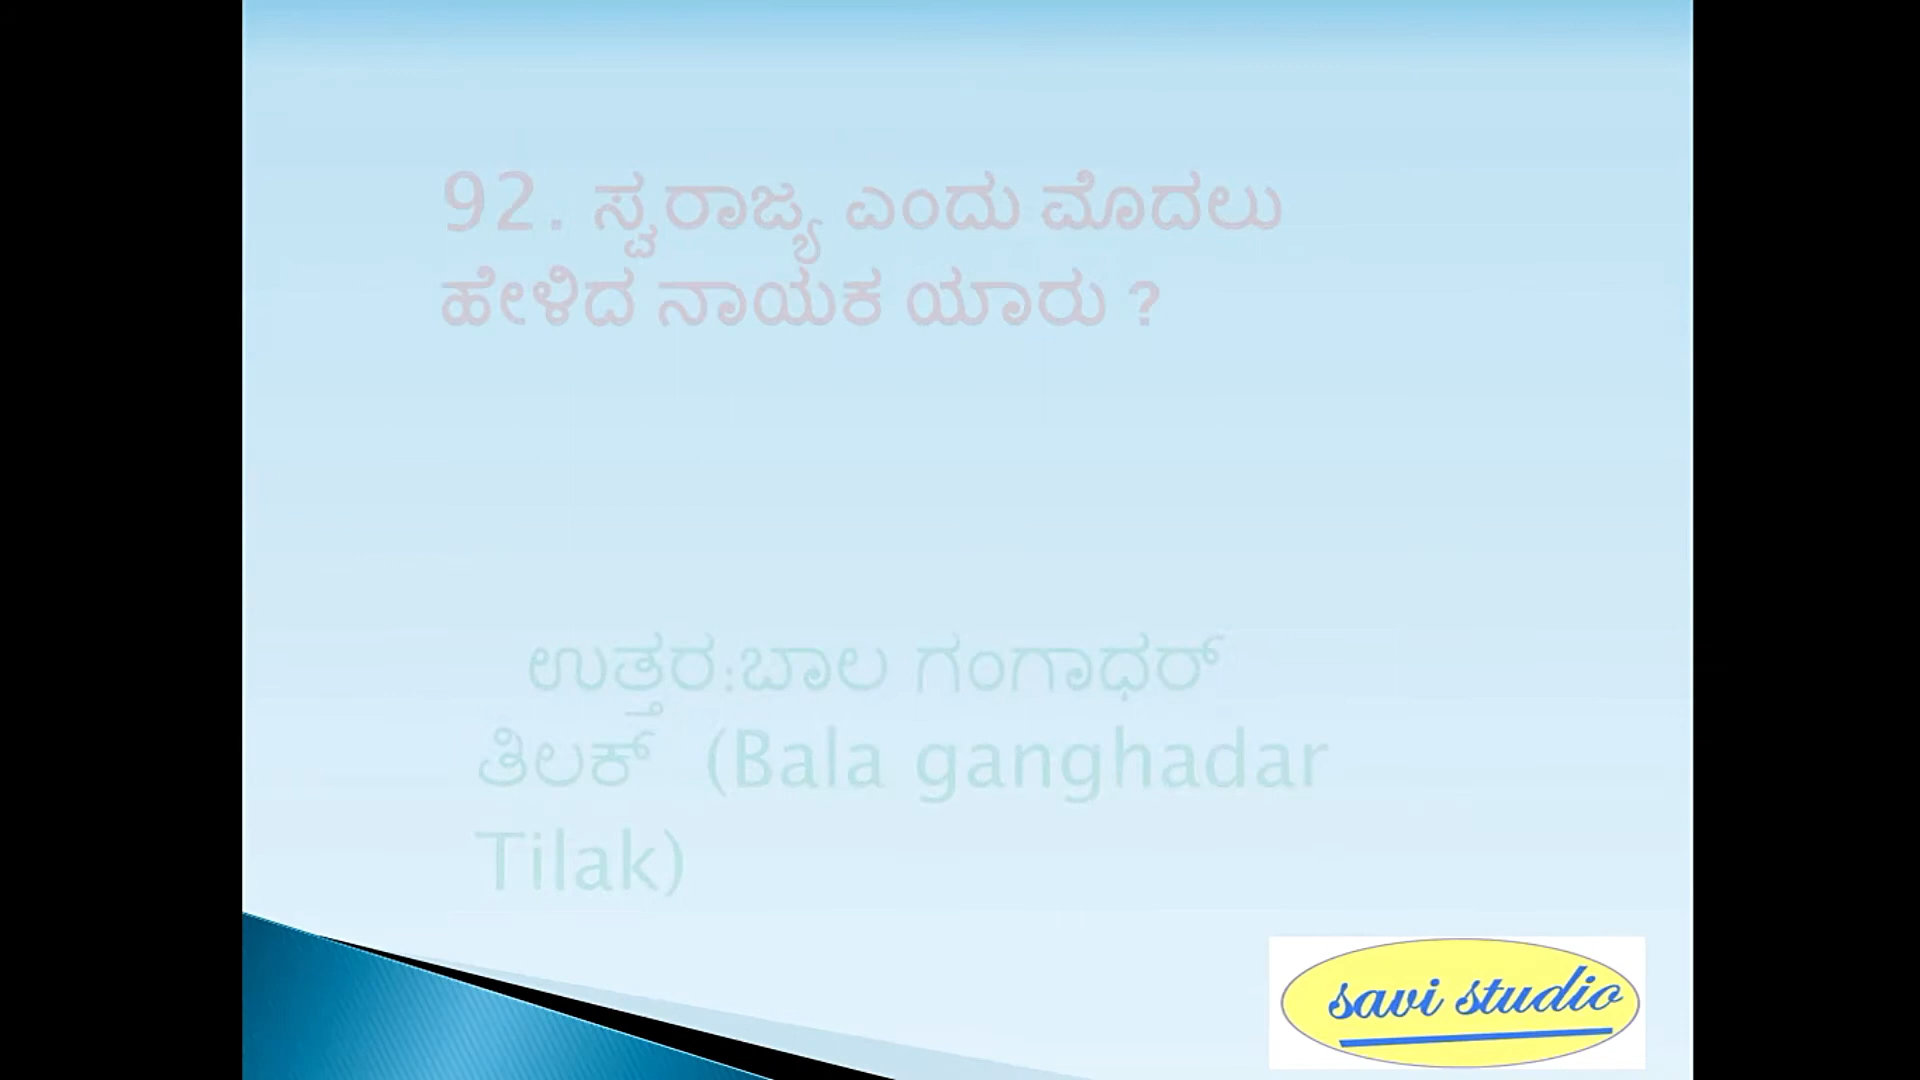 92. ಸ್ವರಾಜ್ಯ ಎಂದು ಮೊದಲು
ಹೇಳಿದ ನಾಯಕ ಯಾರು ?
ಉತ್ತರ:ಬಾಲ ಗಂಗಾಧರ್
ತಿಲಕ್ (Bala ganghadar
Tilak)
savi studio